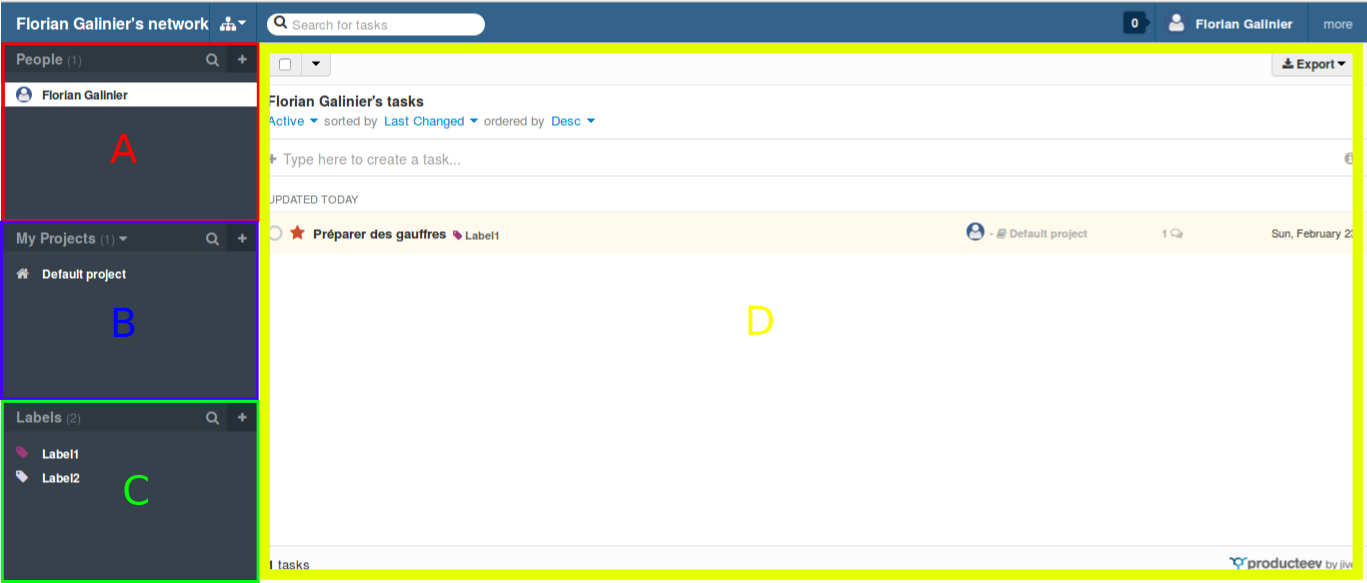 Florian Galinier's network
Search for tasks
0
Florian Galinier
more
People (1)
Florian Galinier
A
My Projects (1)
Default project
B
Labels (2)
Label1
Label2
C
Export
Florian Galinier's tasks
Active sorted by Last Changed ordered by Desc
+ Type here to create a task...
UPDATED TODAY
Préparer des gauffres Label1 - Default project 1 Sun, February 23
D
1 tasks
producteev by jive